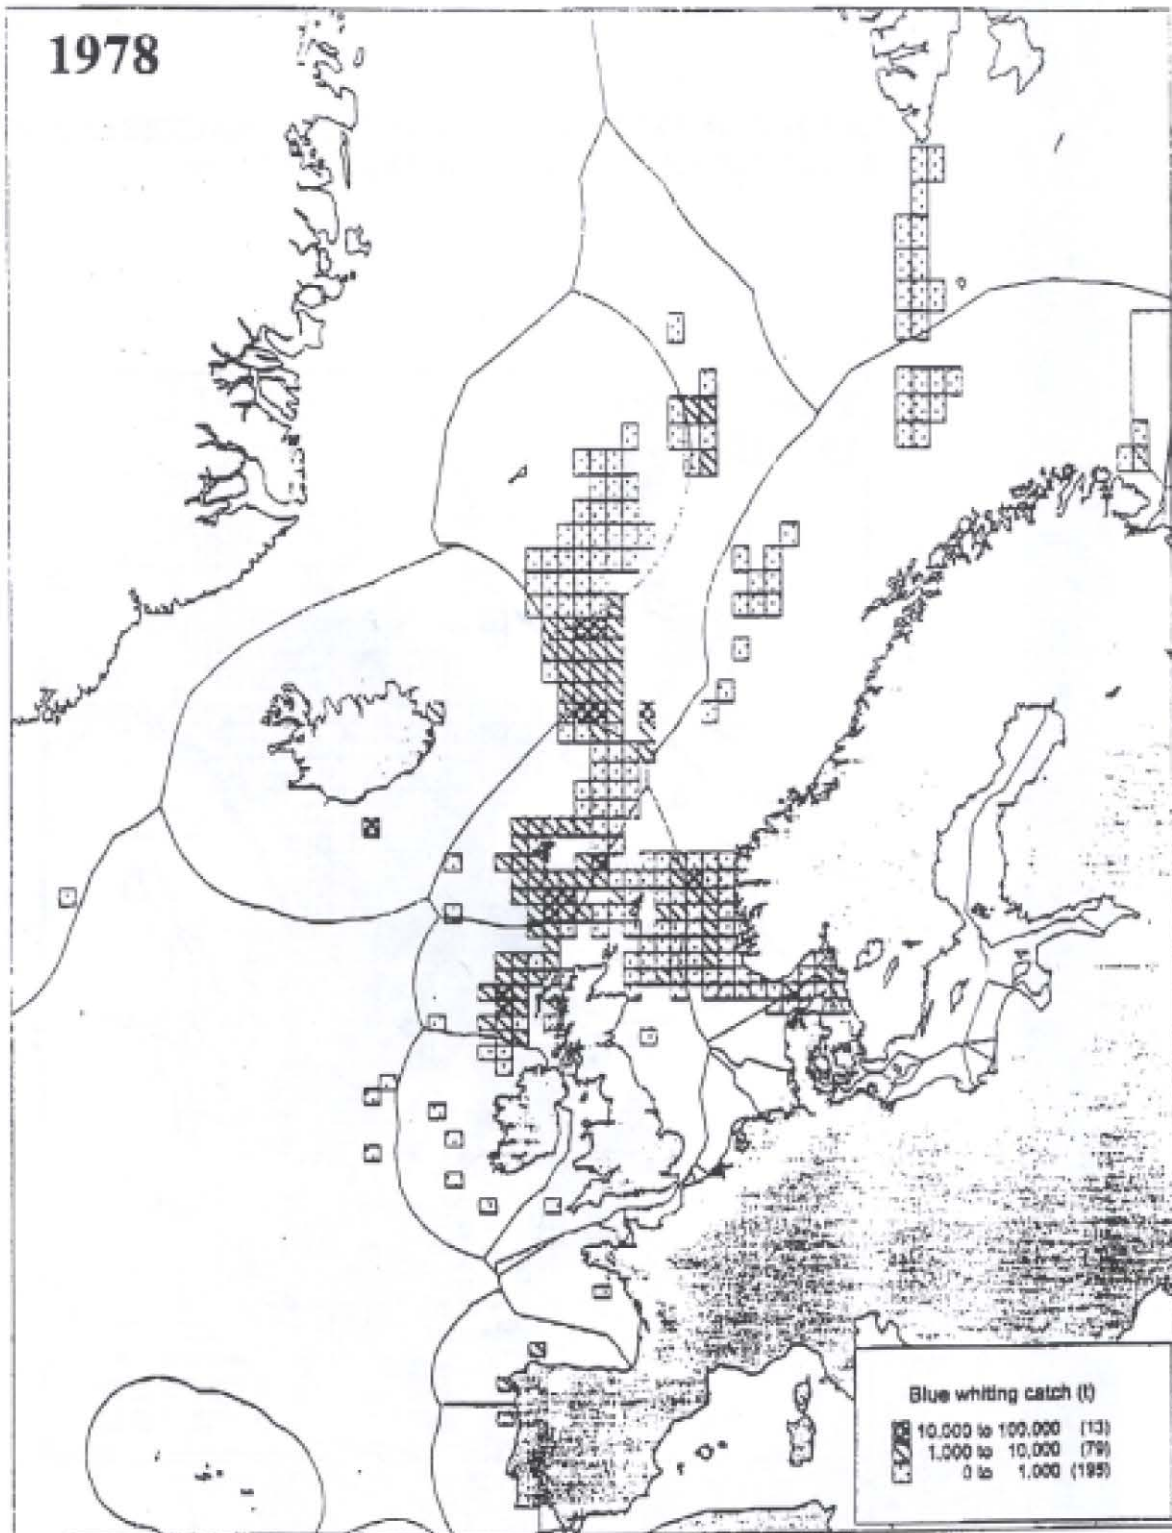 1978
Blue whiting catch (t)
10.000 to 100.000 (13)
1.000 to 10.000 (79)
0 to 1.000 (195)